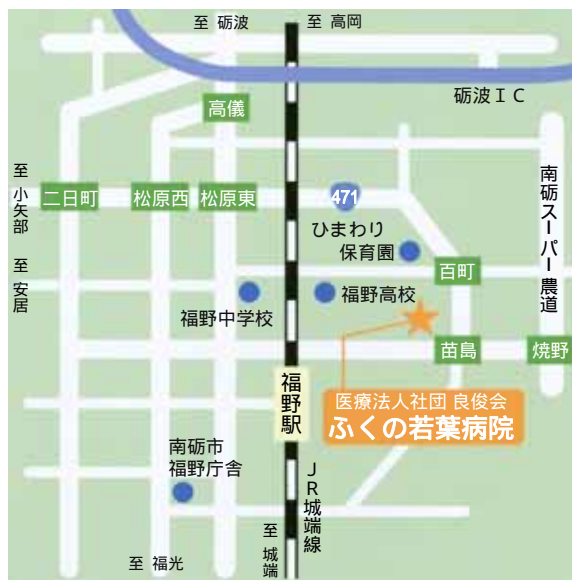 至 砺波
至 高岡
砺波ＩＣ
高儀
471
至 小矢部
二日町
松原西
松原東
南砺スーパー農道
ひまわり
保育園
百町
至 安居
福野中学校
福野高校
苗島
焼野
福野駅
医療法人社団 良俊会
ふくの若葉病院
南砺市
福野庁舎
ＪＲ城端線
至 城端
至 福光